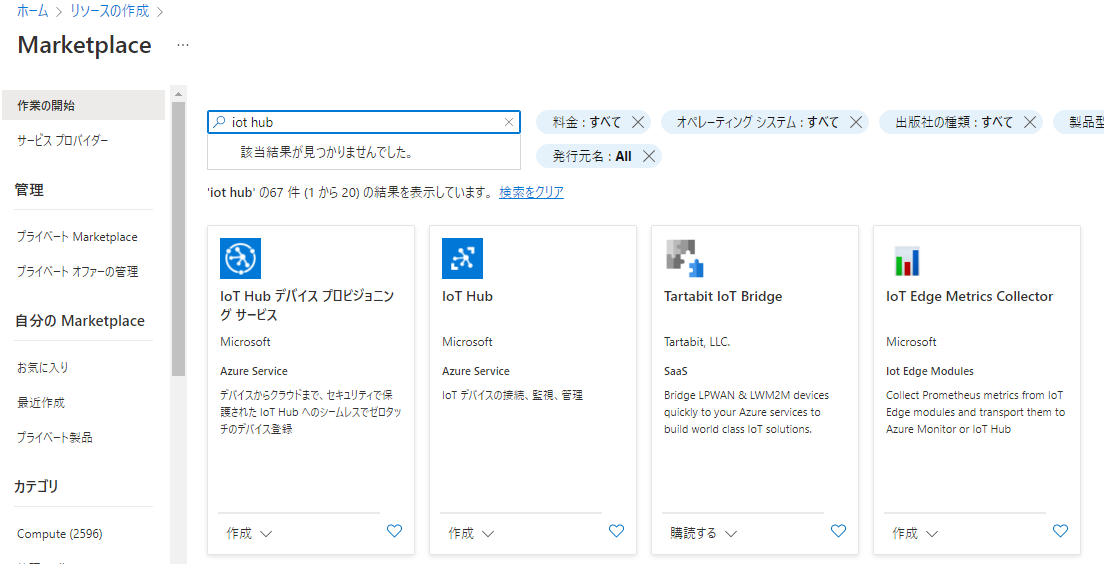 ホーム > リソースの作成 >
Marketplace ...
作業の開始
サービス プロバイダー
管理
プライベート Marketplace
プライベート オファーの管理
自分の Marketplace
お気に入り
最近作成
プライベート製品
カテゴリ
Compute (2596)
iot hub
該当結果が見つかりませんでした。
料金 : すべて
オペレーティング システム : すべて
出版社の種類 : すべて
製品型
発行元名 : All
'iot hub' の67 件 (1 から 20) の結果を表示しています。 検索をクリア
IoT Hub デバイス プロビジョニン
グ サービス
Microsoft
Azure Service
デバイスからクラウドまで、セキュリティで保
護された IoT Hub へのシームレスでゼロタッ
チのデバイス登録
作成
IoT Hub
Microsoft
Azure Service
IoT デバイスの接続、監視、管理
作成
Tartabit IoT Bridge
Tartabit, LLC.
SaaS
Bridge LPWAN & LWM2M devices
quickly to your Azure services to
build world class IoT solutions.
購読する
IoT Edge Metrics Collector
Microsoft
Iot Edge Modules
Collect Prometheus metrics from IoT
Edge modules and transport them to
Azure Monitor or IoT Hub
作成